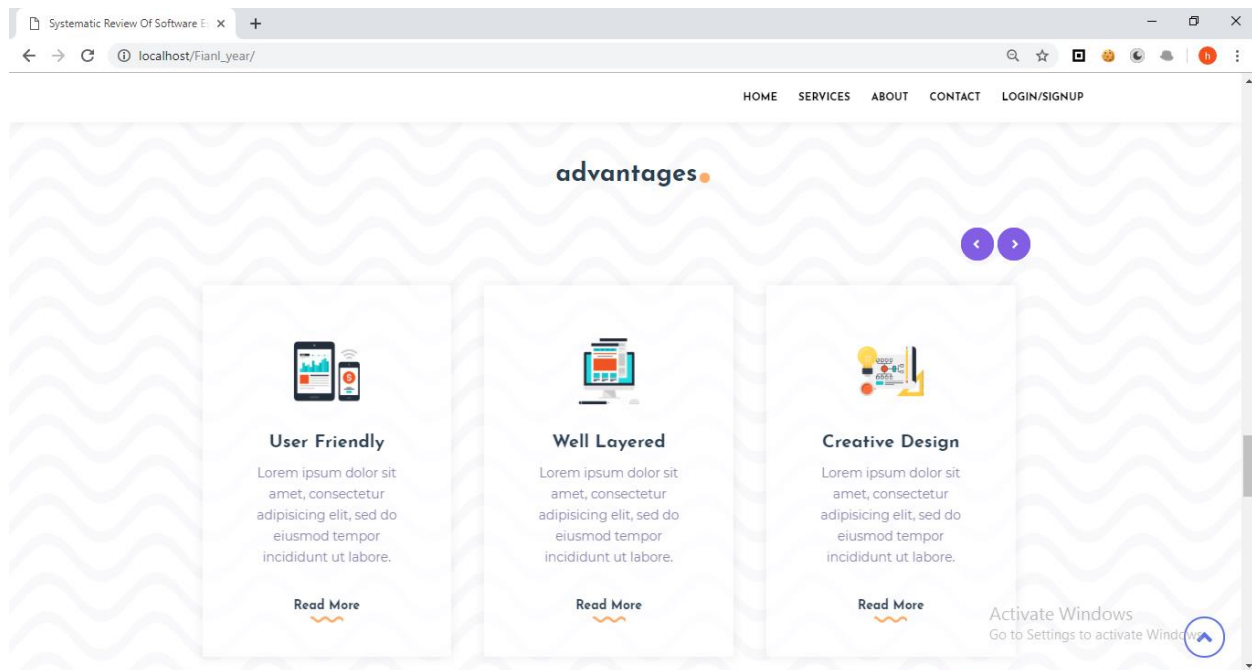 Systematic Review Of Software Es
localhost/Fianl_year/
h
HOME SERVICES ABOUT CONTACT LOGIN/SIGNUP
advantages.
User Friendly
Lorem ipsum dolor sit
amet, consectetur
adipisicing elit, sed do
eiusmod tempor
incididunt ut labore.
Read More
Well Layered
Lorem ipsum dolor sit
amet, consectetur
adipisicing elit, sed do
eiusmod tempor
incididunt ut labore.
Read More
Creative Design
Lorem ipsum dolor sit
amet, consectetur
adipisicing elit, sed do
eiusmod tempor
incididunt ut labore.
Read More
Activate Windows
Go to Settings to activate Windows